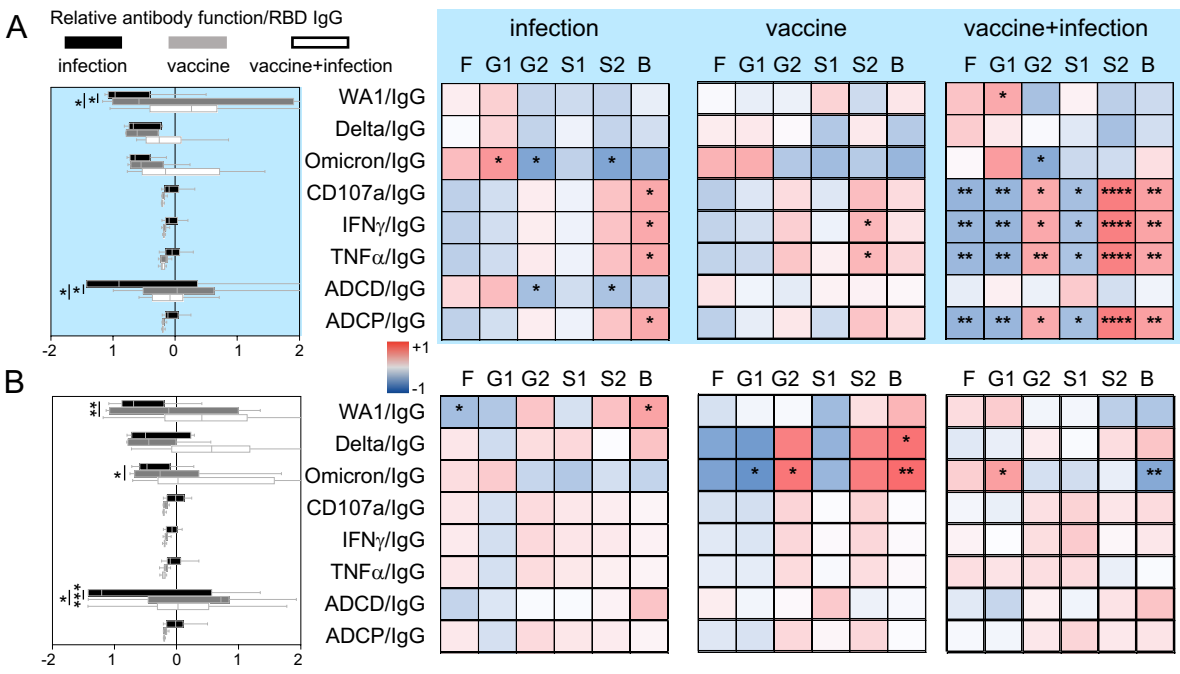 A
Relative antibody function/RBD IgG
infection vaccine vaccine+infection
infection vaccine vaccine+infection
F G1 G2 S1 S2 B F G1 G2 S1 S2 B F G1 G2 S1 S2 B
* * WA1/IgG *
Delta/IgG
Omicron/IgG * * * *
CD107a/IgG * ** ** * * **** **
IFNγ/IgG * * ** ** * * **** **
TNFα/IgG * * ** ** ** * **** **
* * ADCD/IgG * *
ADCP/IgG * ** ** * * **** **
-2 -1 0 1 2
+1
-1
B
F G1 G2 S1 S2 B F G1 G2 S1 S2 B F G1 G2 S1 S2 B
** WA1/IgG * *
Delta/IgG *
* Omicron/IgG * * ** * **
CD107a/IgG
IFNγ/IgG
TNFα/IgG
* *** ADCD/IgG
ADCP/IgG
-2 -1 0 1 2